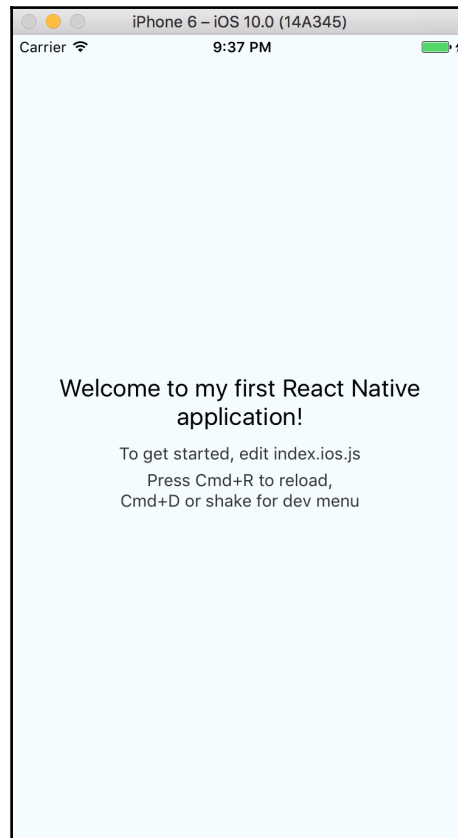 iPhone 6 – iOS 10.0 (14A345)
Carrier 9:37 PM
Welcome to my first React Native
application!
To get started, edit index.ios.js
Press Cmd+R to reload,
Cmd+D or shake for dev menu